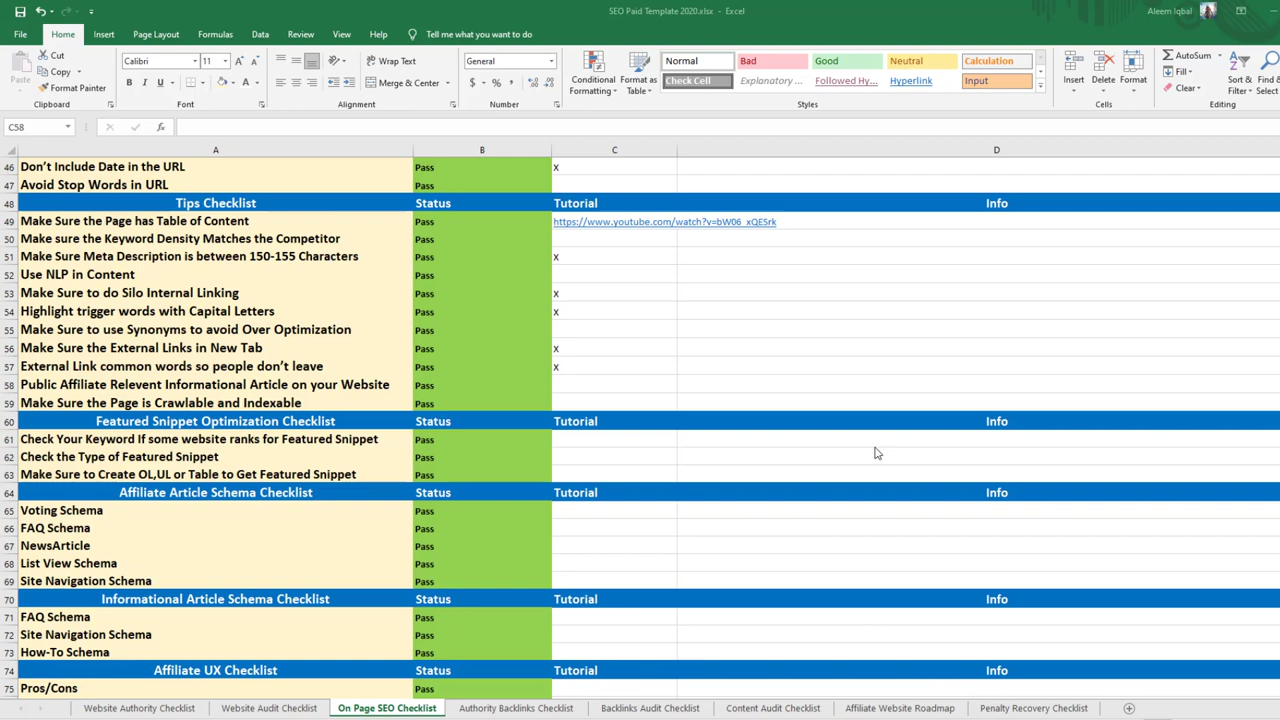 SEO Paid Template 2020.xlsx - Excel
Aleem Iqbal
File Home Insert Page Layout Formulas Data Review View Help Tell me what you want to do
Paste
Cut
Copy
Format Painter
Clipboard
Calibri 11
B I U
Font
Wrap Text
Merge & Center
Alignment
General
$ % ,
Number
Conditional Formatting
Format as Table
Normal Bad Good Neutral Calculation
Check Cell Explanatory ... Followed Hy... Hyperlink Input
Styles
Insert Delete Format
Cells
AutoSum
Fill
Clear
Sort & Filter
Find & Select
Editing
C58 fx
A B C D
46 Don't Include Date in the URL Pass X
47 Avoid Stop Words in URL Pass
48 Tips Checklist Status Tutorial Info
49 Make Sure the Page has Table of Content Pass https://www.youtube.com/watch?v=bW06_xQESrk
50 Make sure the Keyword Density Matches the Competitor Pass
51 Make Sure Meta Description is between 150-155 Characters Pass X
52 Use NLP in Content Pass
53 Make Sure to do Silo Internal Linking Pass X
54 Highlight trigger words with Capital Letters Pass X
55 Make Sure to use Synonyms to avoid Over Optimization Pass
56 Make Sure the External Links in New Tab Pass X
57 External Link common words so people don't leave Pass X
58 Public Affiliate Relevent Informational Article on your Website Pass
59 Make Sure the Page is Crawlable and Indexable Pass
60 Featured Snippet Optimization Checklist Status Tutorial Info
61 Check Your Keyword If some website ranks for Featured Snippet Pass
62 Check the Type of Featured Snippet Pass
63 Make Sure to Create OL,UL or Table to Get Featured Snippet Pass
64 Affiliate Article Schema Checklist Status Tutorial Info
65 Voting Schema Pass
66 FAQ Schema Pass
67 NewsArticle Pass
68 List View Schema Pass
69 Site Navigation Schema Pass
70 Informational Article Schema Checklist Status Tutorial Info
71 FAQ Schema Pass
72 Site Navigation Schema Pass
73 How-To Schema Pass
74 Affiliate UX Checklist Status Tutorial Info
75 Pros/Cons Pass
Website Authority Checklist Website Audit Checklist On Page SEO Checklist Authority Backlinks Checklist Backlinks Audit Checklist Content Audit Checklist Affiliate Website Roadmap Penalty Recovery Checklist